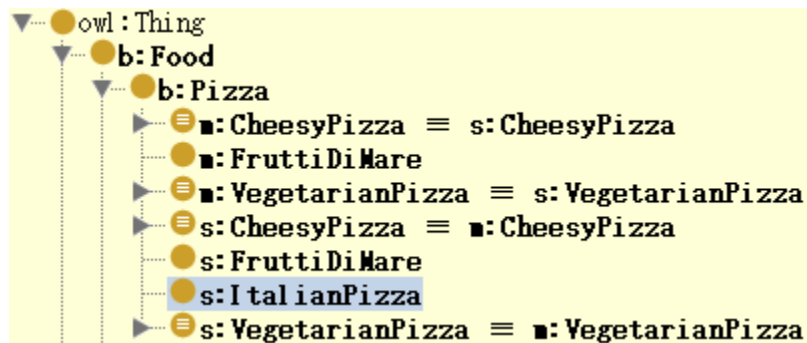 owl:Thing
b:Food
b:Pizza
m:CheesyPizza ≡ s:CheesyPizza
m:FruttiDiMare
m:VegetarianPizza ≡ s:VegetarianPizza
s:CheesyPizza ≡ m:CheesyPizza
s:FruttiDiMare
s:ItalianPizza
s:VegetarianPizza ≡ m:VegetarianPizza